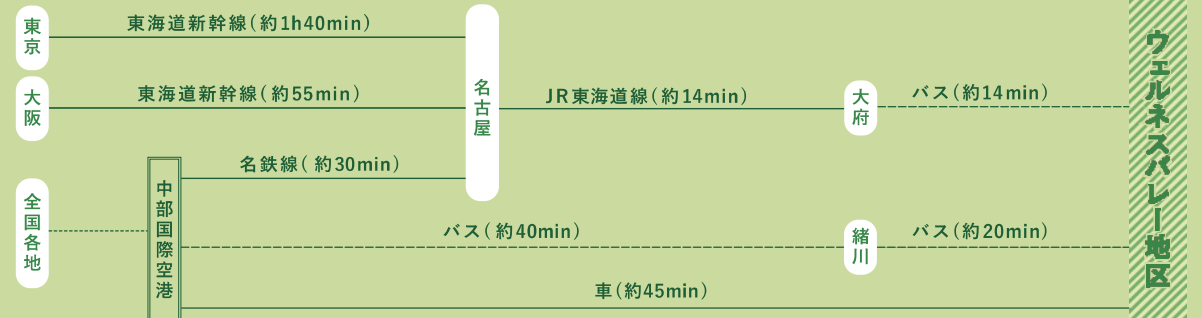 東京
東海道新幹線(約1h40min)
大阪
東海道新幹線(約55min)
名古屋
JR東海道線(約14min)
大府
バス(約14min)
ウェルネスバレー地区
全国各地
中部国際空港
名鉄線( 約30min)
バス( 約40min)
緒川
バス(約20min)
車(約45min)